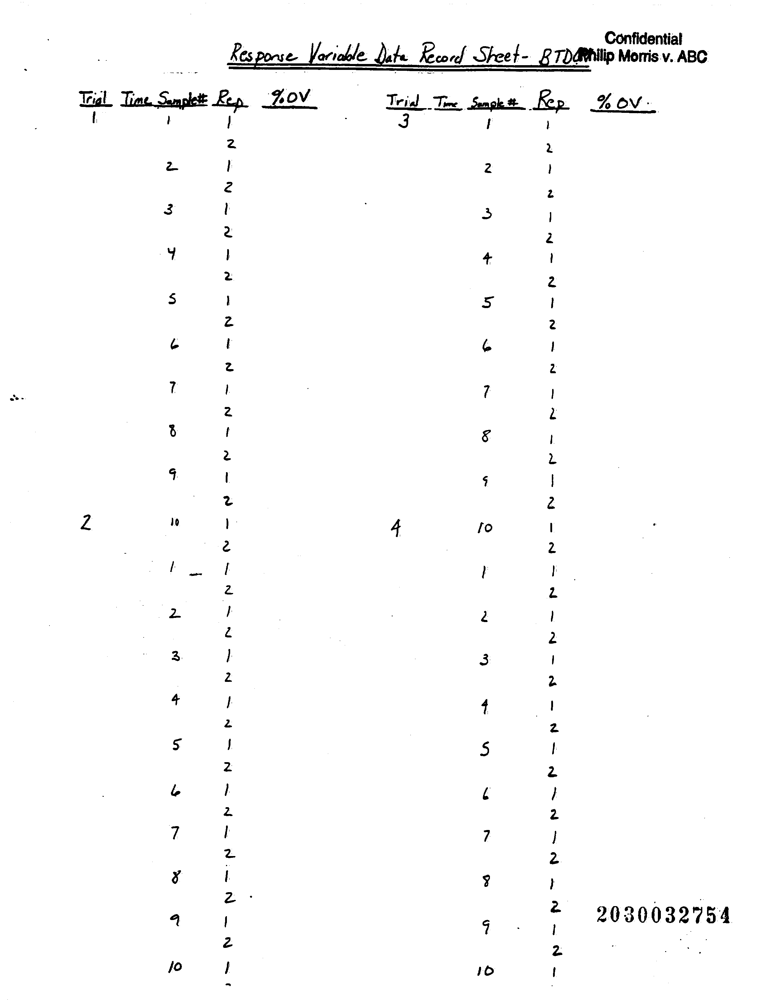 Confidential
Response Variable Data Record Sheet - BTD Philip Morris v. ABC
Trial Time Sample# Rep %OV Trial Time Sample # Rep %OV.
1 1 1 3 1 1
2 2
2 1 2 1
2 2
3 1 3 1
2 2
4 1 4 1
2 2
5 1 5 1
2 2
6 1 6 1
2 2
7 1 7 1
2 2
8 1 8 1
2 2
9 1 9 1
2 2
2 10 1 4 10 1
2 2
1 - 1 1 1
2 2
2 1 2 1
2 2
3 1 3 1
2 2
4 1 4 1
2 2
5 1 5 1
2 2
6 1 6 1
2 2
7 1 7 1
2 2
8 1 8 1
2 2
2030032754
9 1 9 1
2 2
10 1 10 1